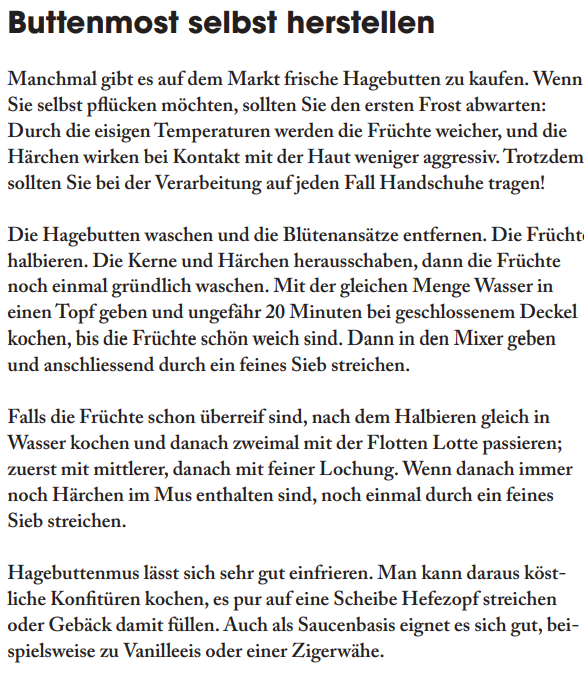 Buttenmost selbst herstellen
Manchmal gibt es auf dem Markt frische Hagebutten zu kaufen. Wenn
Sie selbst pflücken möchten, sollten Sie den ersten Frost abwarten:
Durch die eisigen Temperaturen werden die Früchte weicher, und die
Härchen wirken bei Kontakt mit der Haut weniger aggressiv. Trotzdem
sollten Sie bei der Verarbeitung auf jeden Fall Handschuhe tragen!
Die Hagebutten waschen und die Blütenansätze entfernen. Die Früchte
halbieren. Die Kerne und Härchen herausschaben, dann die Früchte
noch einmal gründlich waschen. Mit der gleichen Menge Wasser in
einen Topf geben und ungefähr 20 Minuten bei geschlossenem Deckel
kochen, bis die Früchte schön weich sind. Dann in den Mixer geben
und anschliessend durch ein feines Sieb streichen.
Falls die Früchte schon überreif sind, nach dem Halbieren gleich in
Wasser kochen und danach zweimal mit der Flotten Lotte passieren;
zuerst mit mittlerer, danach mit feiner Lochung. Wenn danach immer
noch Härchen im Mus enthalten sind, noch einmal durch ein feines
Sieb streichen.
Hagebuttenmus lässt sich sehr gut einfrieren. Man kann daraus köst-
liche Konfitüren kochen, es pur auf eine Scheibe Hefezopf streichen
oder Gebäck damit füllen. Auch als Saucenbasis eignet es sich gut, bei-
spielsweise zu Vanilleeis oder einer Zigerwähe.